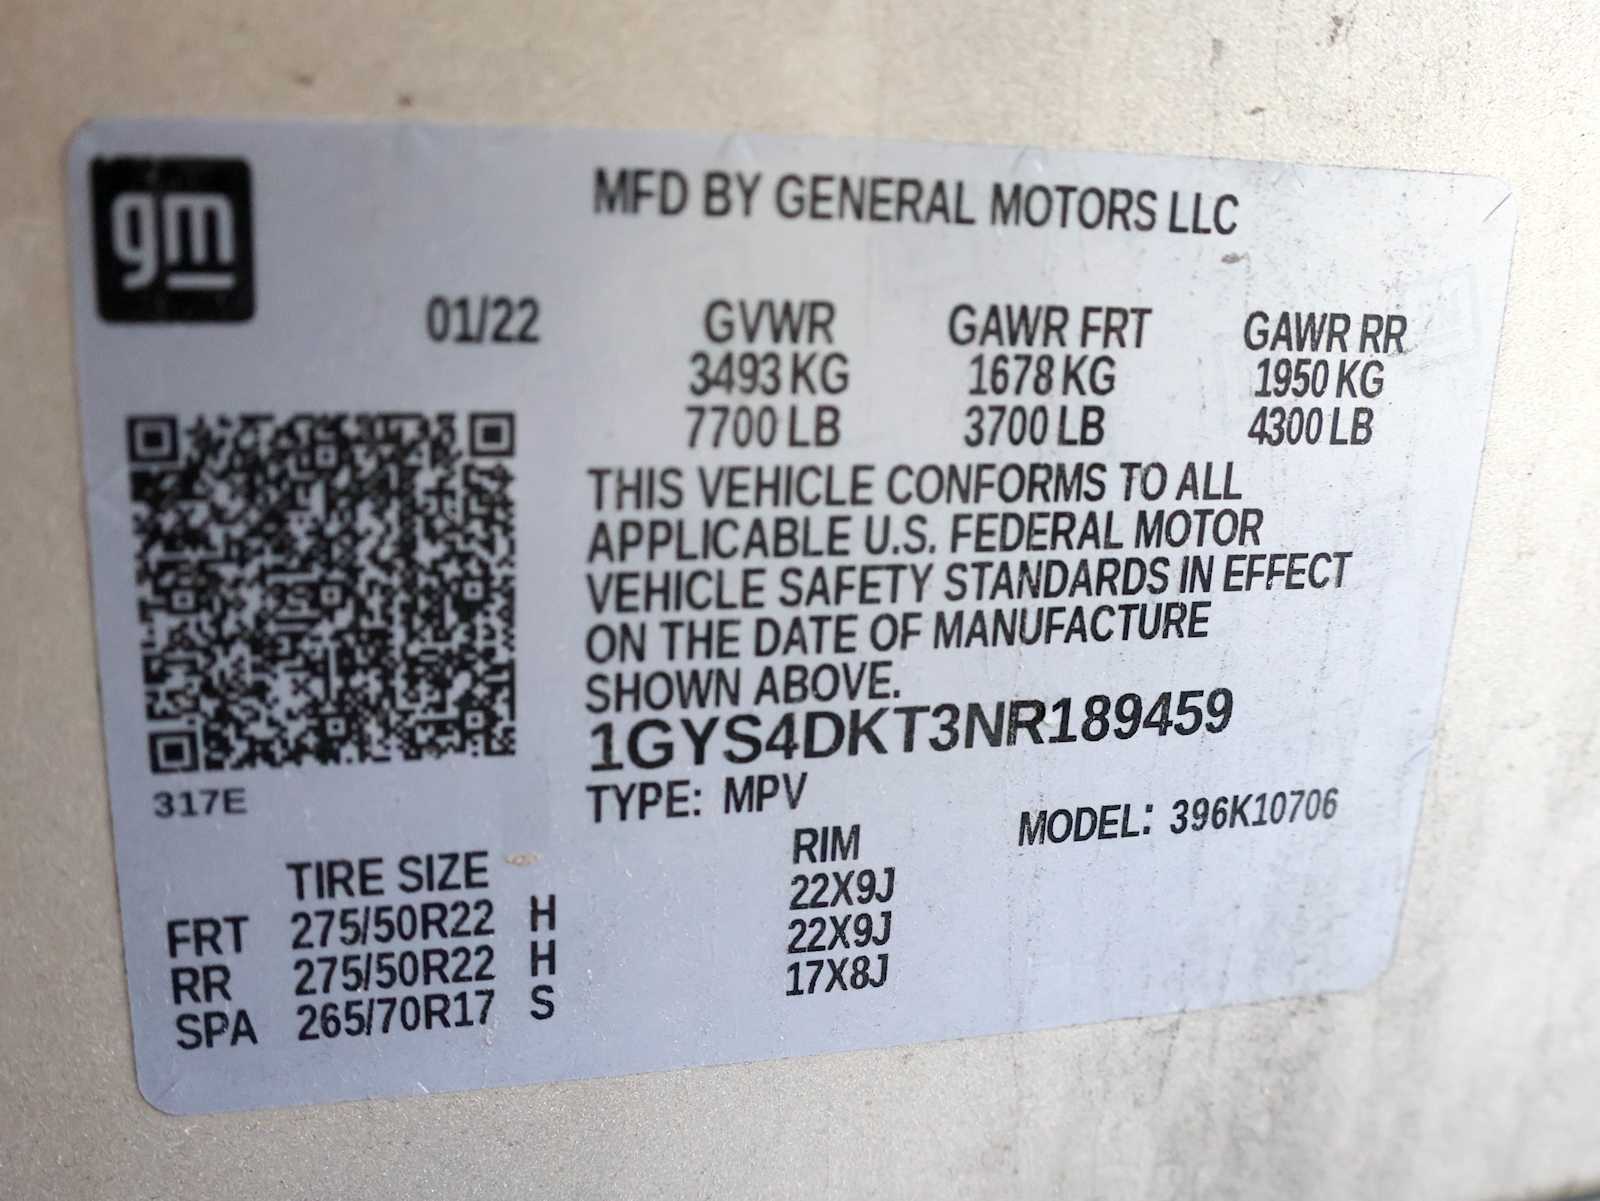 gm
MFD BY GENERAL MOTORS LLC
01/22
GVWR GAWR FRT GAWR RR
3493 KG 1678 KG 1950 KG
7700 LB 3700 LB 4300 LB
THIS VEHICLE CONFORMS TO ALL
APPLICABLE U.S. FEDERAL MOTOR
VEHICLE SAFETY STANDARDS IN EFFECT
ON THE DATE OF MANUFACTURE
SHOWN ABOVE.
1GYS4DKT3NR189459
TYPE: MPV
MODEL: 396K10706
317E
TIRE SIZE RIM
FRT 275/50R22 H 22X9J
RR 275/50R22 H 22X9J
SPA 265/70R17 S 17X8J